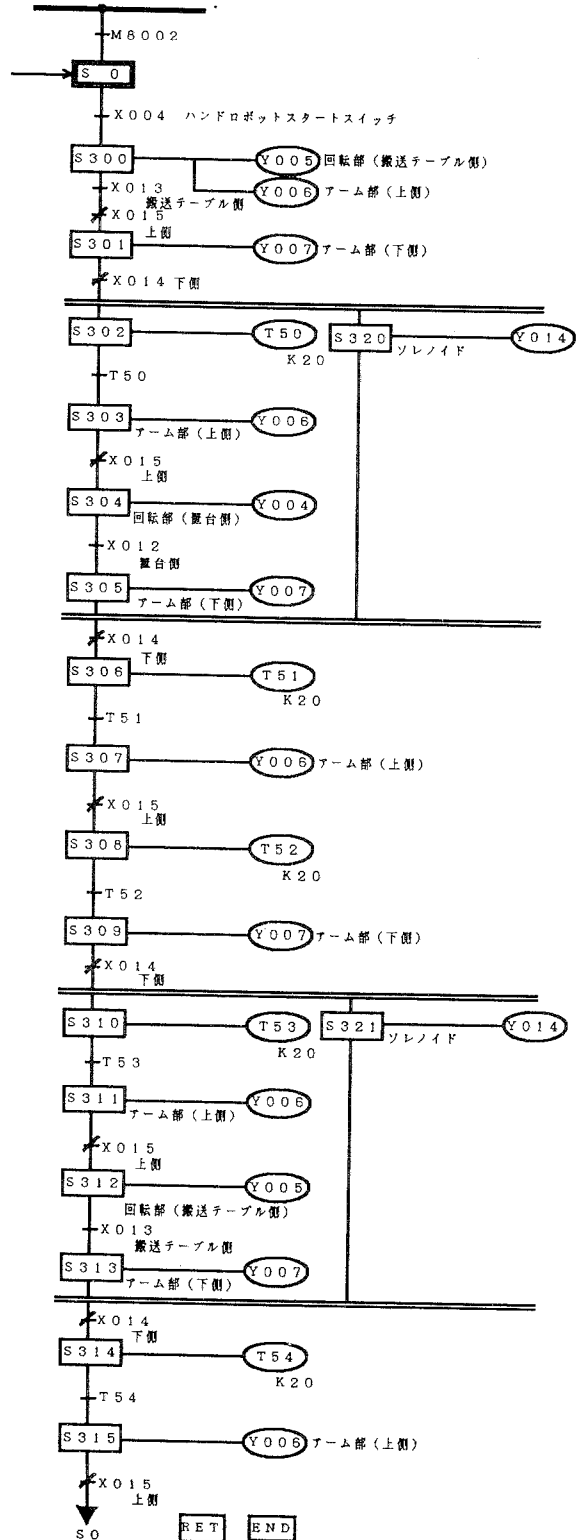 M8002
S 0
X004 ハンドロボットスタートスイッチ
S300 Y005 回転部(搬送テーブル側)
X013 Y006 アーム部(上側)
搬送テーブル側
X015
上側
S301 Y007 アーム部(下側)
X014 下側
S302 T50 S320 Y014
K20 ソレノイド
T50
S303 Y006
アーム部(上側)
X015
上側
S304 Y004
回転部(置台側)
X012
置台側
S305 Y007
アーム部(下側)
X014
下側
S306 T51
K20
T51
S307 Y006 アーム部(上側)
X015
上側
S308 T52
K20
T52
S309 Y007 アーム部(下側)
X014
下側
S310 T53 S321 Y014
K20 ソレノイド
T53
S311 Y006
アーム部(上側)
X015
上側
S312 Y005
回転部(搬送テーブル側)
X013
搬送テーブル側
S313 Y007
アーム部(下側)
X014
下側
S314 T54
K20
T54
S315 Y006 アーム部(上側)
X015
上側
S0 RET END